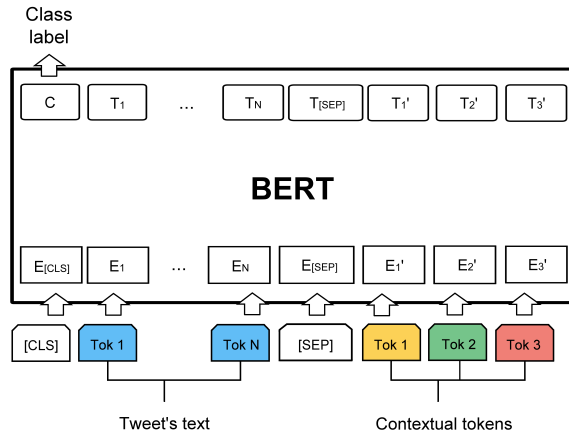 Class
label
C T1 ... TN T[SEP] T1' T2' T3'
BERT
E[CLS] E1 ... EN E[SEP] E1' E2' E3'
[CLS] Tok 1 Tok N [SEP] Tok 1 Tok 2 Tok 3
Tweet's text Contextual tokens